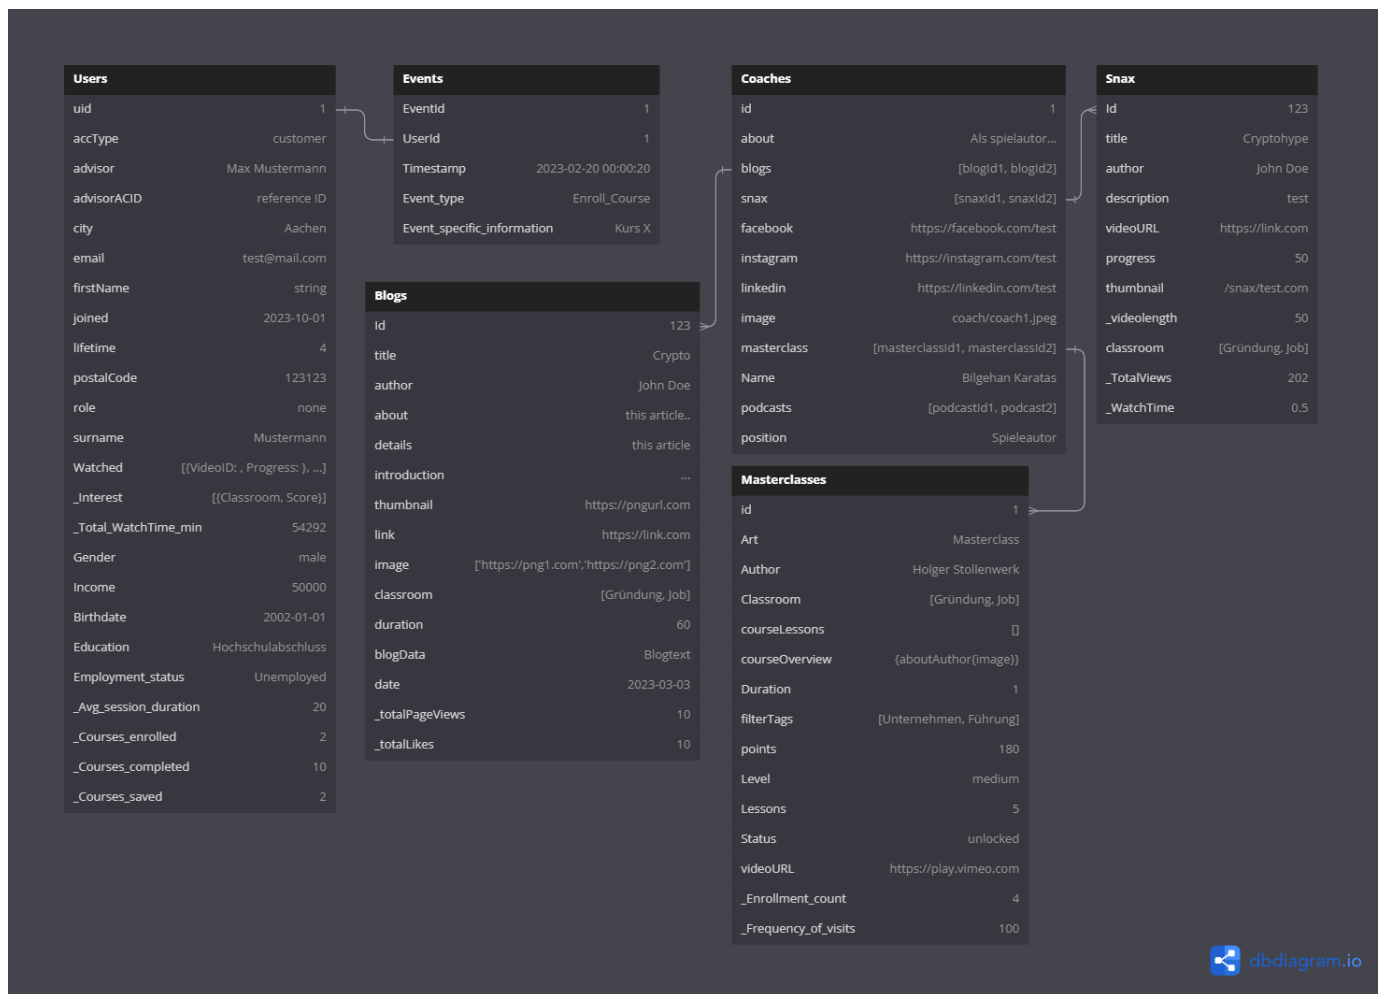 Users
uid 1
accType customer
advisor Max Mustermann
advisorACID reference ID
city Aachen
email test@mail.com
firstName string
joined 2023-10-01
lifetime 4
postalCode 123123
role none
surname Mustermann
Watched [{VideoID: , Progress: }, ...]
_Interest [{Classroom, Score}]
_Total_WatchTime_min 54292
Gender male
Income 50000
Birthdate 2002-01-01
Education Hochschulabschluss
Employment_status Unemployed
_Avg_session_duration 20
_Courses_enrolled 2
_Courses_completed 10
_Courses_saved 2
Events
EventId 1
UserId 1
Timestamp 2023-02-20 00:00:20
Event_type Enroll_Course
Event_specific_information Kurs X
Blogs
Id 123
title Crypto
author John Doe
about this article..
details this article
introduction ...
thumbnail https://pngurl.com
link https://link.com
image ['https://png1.com','https://png2.com']
classroom [Gründung, Job]
duration 60
blogData Blogtext
date 2023-03-03
_totalPageViews 10
_totalLikes 10
Coaches
id 1
about Als spielautor...
blogs [blogId1, blogId2]
snax [snaxId1, snaxId2]
facebook https://facebook.com/test
instagram https://instagram.com/test
linkedin https://linkedin.com/test
image coach/coach1.jpeg
masterclass [masterclassId1, masterclassId2]
Name Bilgehan Karatas
podcasts [podcastId1, podcast2]
position Spieleautor
Masterclasses
id 1
Art Masterclass
Author Holger Stollenwerk
Classroom [Gründung, Job]
courseLessons []
courseOverview {aboutAuthor{image}}
Duration 1
filterTags [Unternehmen, Führung]
points 180
Level medium
Lessons 5
Status unlocked
videoURL https://play.vimeo.com
_Enrollment_count 4
_Frequency_of_visits 100
Snax
Id 123
title Cryptohype
author John Doe
description test
videoURL https://link.com
progress 50
thumbnail /snax/test.com
_videolength 50
classroom [Gründung, Job]
_TotalViews 202
_WatchTime 0.5
dbdiagram.io